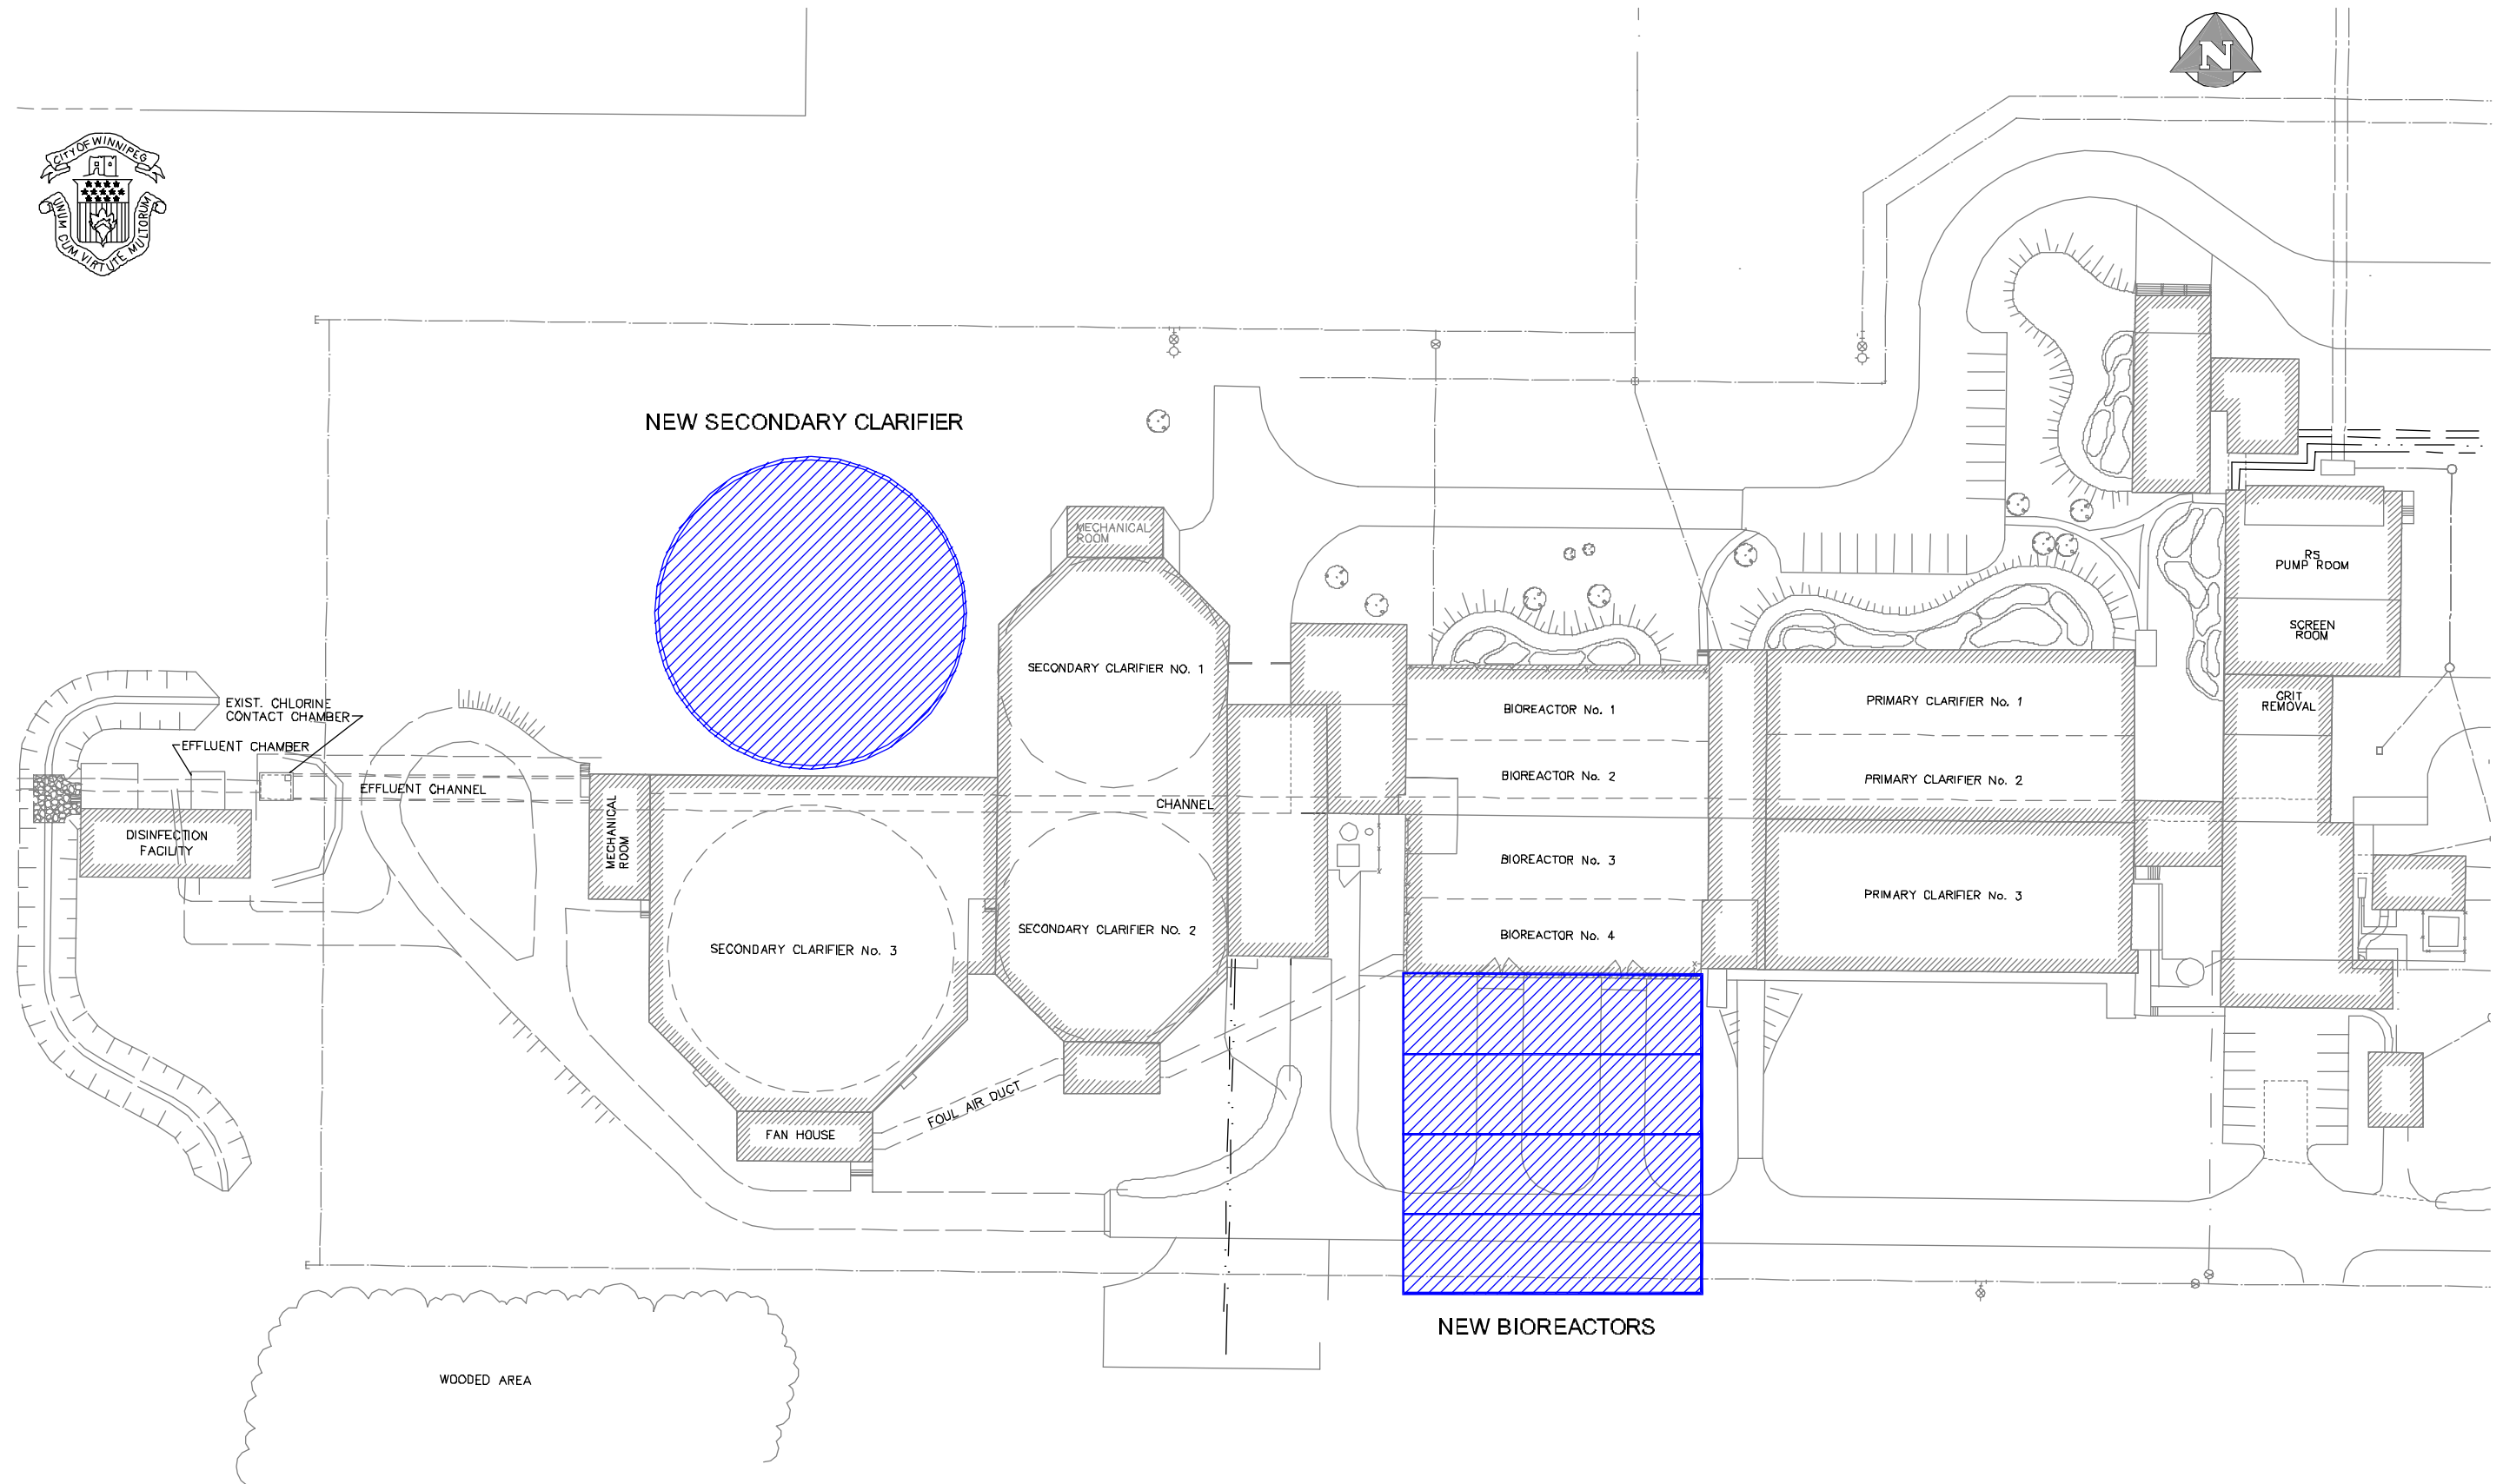 N
CITY OF WINNIPEG
UNUM CUM VIRTUTE MULTORUM
NEW SECONDARY CLARIFIER
MECHANICAL
ROOM
RS
PUMP ROOM
SCREEN
ROOM
SECONDARY CLARIFIER NO. 1
GRIT
REMOVAL
EXIST. CHLORINE
CONTACT CHAMBER
BIOREACTOR No. 1
PRIMARY CLARIFIER No. 1
EFFLUENT CHAMBER
BIOREACTOR No. 2
PRIMARY CLARIFIER No. 2
EFFLUENT CHANNEL
CHANNEL
MECHANICAL
ROOM
DISINFECTION
FACILITY
BIOREACTOR No. 3
PRIMARY CLARIFIER No. 3
SECONDARY CLARIFIER No. 3
SECONDARY CLARIFIER NO. 2
BIOREACTOR No. 4
FOUL AIR DUCT
FAN HOUSE
NEW BIOREACTORS
WOODED AREA